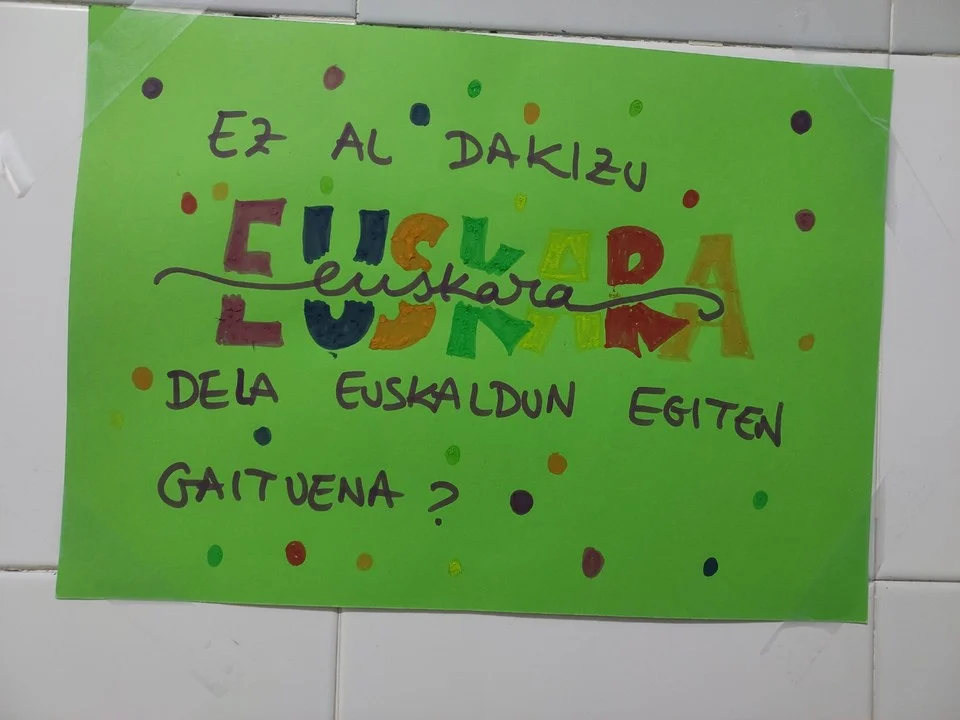 EZ AL DAKIZU
EUSKARA
euskara
DELA EUSKALDUN EGITEN
GAITUENA ?